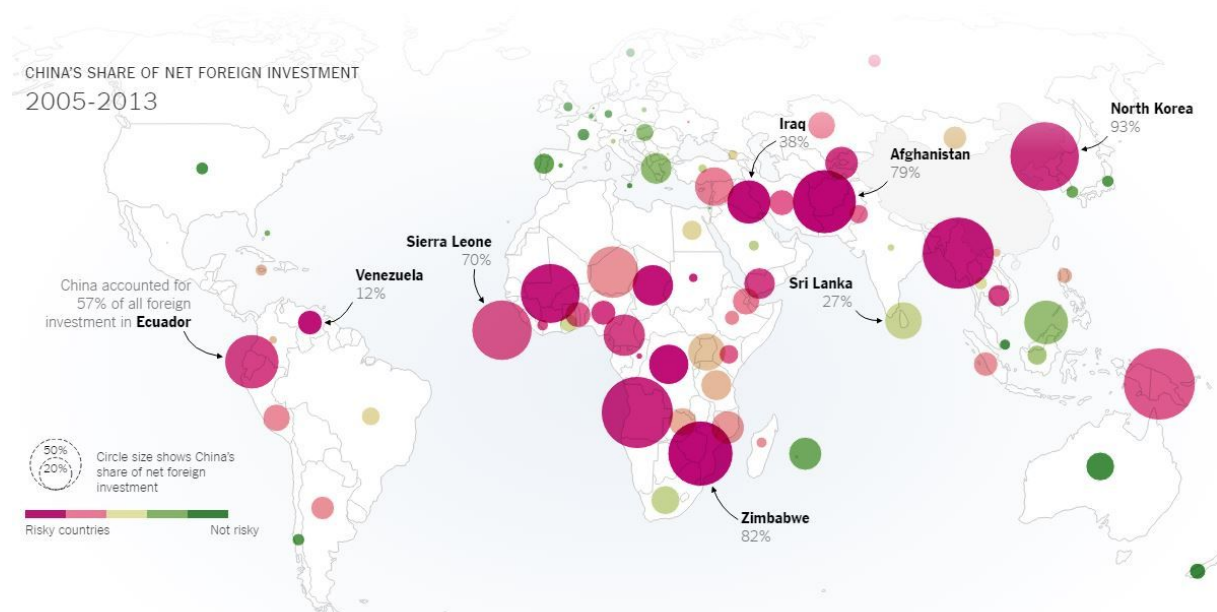 CHINA'S SHARE OF NET FOREIGN INVESTMENT
2005-2013
North Korea
93%
Iraq
38%
Afghanistan
79%
Sierra Leone
70%
Venezuela
12%
Sri Lanka
27%
China accounted for
57% of all foreign
investment in Ecuador
50%
20%
Circle size shows China's
share of net foreign
investment
Risky countries
Not risky
Zimbabwe
82%